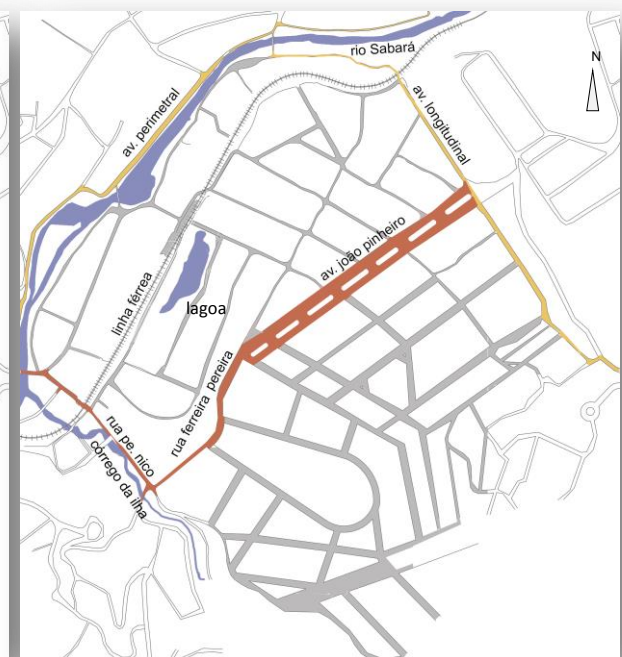 rio Sabará
N
av. perimetral
av. longitudinal
av. joão pinheiro
linha férrea
lagoa
rua ferreira pereira
rua pe. nico
córrego da ilha